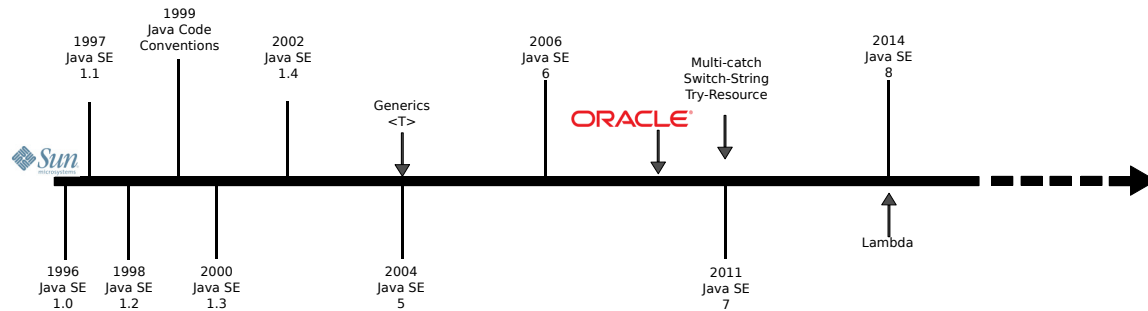 1997
Java SE
1.1
1999
Java Code
Conventions
2002
Java SE
1.4
Generics
<T>
2006
Java SE
6
ORACLE®
Multi-catch
Switch-String
Try-Resource
2014
Java SE
8
Sun
microsystems
1996
Java SE
1.0
1998
Java SE
1.2
2000
Java SE
1.3
2004
Java SE
5
2011
Java SE
7
Lambda